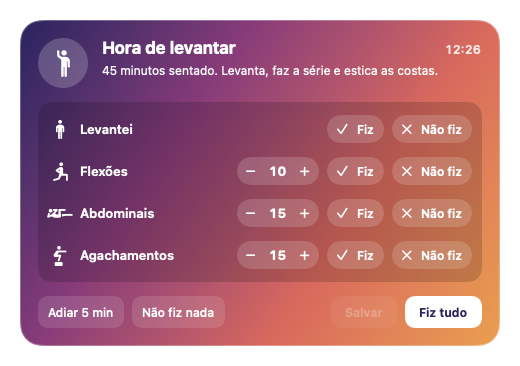 Hora de levantar 12:26
45 minutos sentado. Levanta, faz a série e estica as costas.
Levantei ✓ Fiz ✕ Não fiz
Flexões − 10 + ✓ Fiz ✕ Não fiz
Abdominais − 15 + ✓ Fiz ✕ Não fiz
Agachamentos − 15 + ✓ Fiz ✕ Não fiz
Adiar 5 min Não fiz nada Salvar Fiz tudo